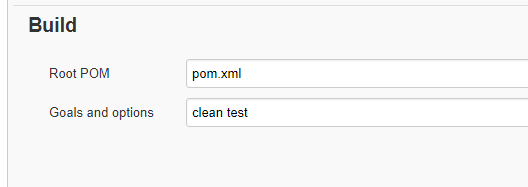 Build
Root POM
pom.xml
Goals and options
clean test